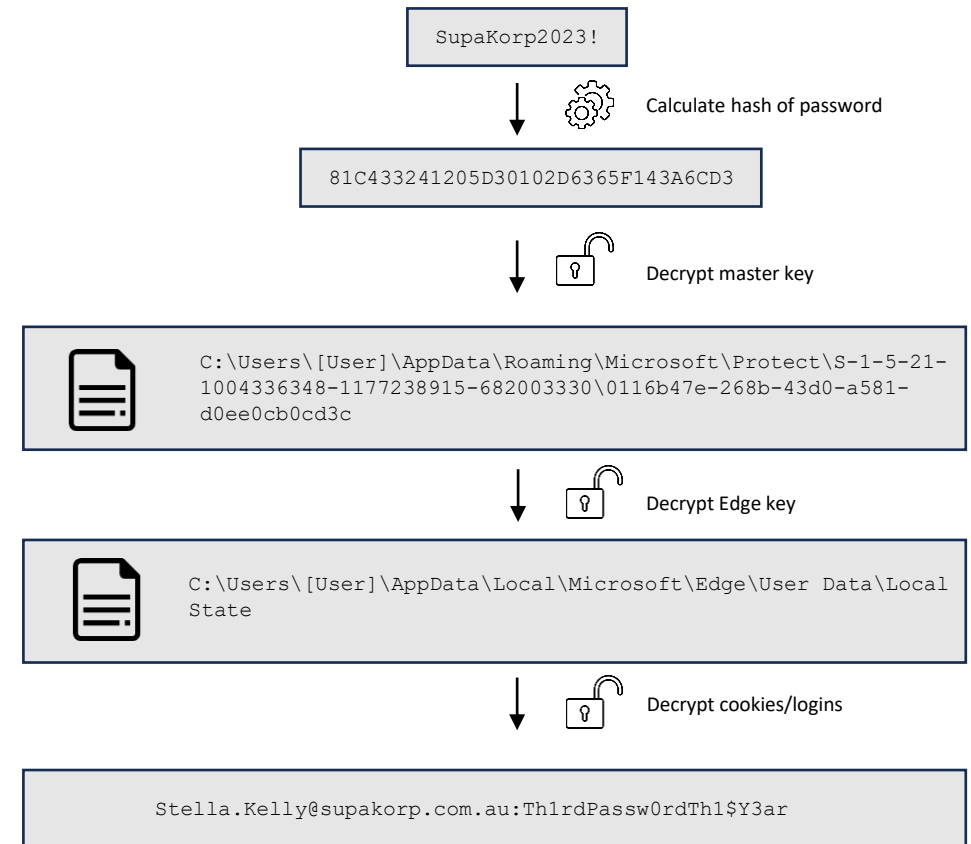 SupaKorp2023!
Calculate hash of password
81C433241205D30102D6365F143A6CD3
Decrypt master key
C:\Users\[User]\AppData\Roaming\Microsoft\Protect\S-1-5-21-
1004336348-1177238915-682003330\0116b47e-268b-43d0-a581-
d0ee0cb0cd3c
Decrypt Edge key
C:\Users\[User]\AppData\Local\Microsoft\Edge\User Data\Local
State
Decrypt cookies/logins
Stella.Kelly@supakorp.com.au:Th1rdPassw0rdTh1$Y3ar